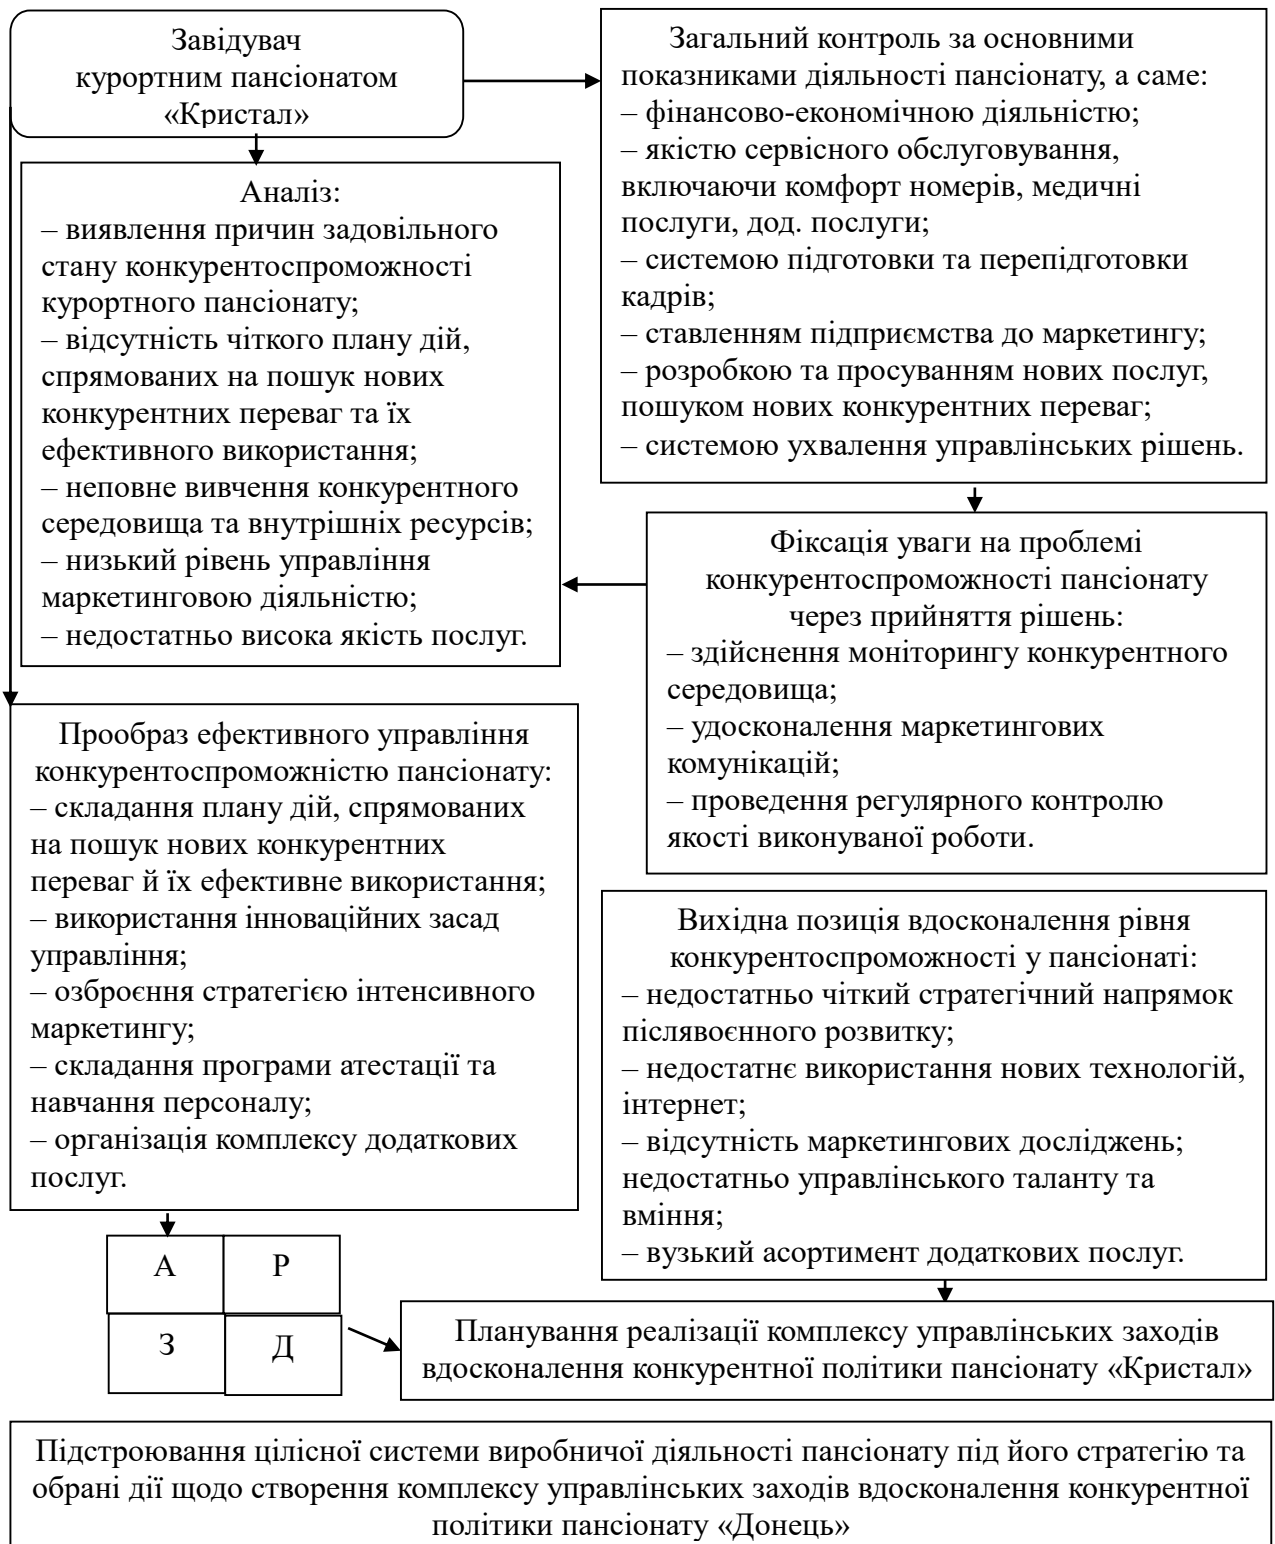 Завідувач
курортним пансіонатом
«Кристал»
Загальний контроль за основними
показниками діяльності пансіонату, а саме:
– фінансово-економічною діяльністю;
– якістю сервісного обслуговування,
включаючи комфорт номерів, медичні
послуги, дод. послуги;
– системою підготовки та перепідготовки
кадрів;
– ставленням підприємства до маркетингу;
– розробкою та просуванням нових послуг,
пошуком нових конкурентних переваг;
– системою ухвалення управлінських рішень.
Аналіз:
– виявлення причин задовільного
стану конкурентоспроможності
курортного пансіонату;
– відсутність чіткого плану дій,
спрямованих на пошук нових
конкурентних переваг та їх
ефективного використання;
– неповне вивчення конкурентного
середовища та внутрішніх ресурсів;
– низький рівень управління
маркетинговою діяльністю;
– недостатньо висока якість послуг.
Фіксація уваги на проблемі
конкурентоспроможності пансіонату
через прийняття рішень:
– здійснення моніторингу конкурентного
середовища;
– удосконалення маркетингових
комунікацій;
– проведення регулярного контролю
якості виконуваної роботи.
Прообраз ефективного управління
конкурентоспроможністю пансіонату:
– складання плану дій, спрямованих
на пошук нових конкурентних
переваг й їх ефективне використання;
– використання інноваційних засад
управління;
– озброєння стратегією інтенсивного
маркетингу;
– складання програми атестації та
навчання персоналу;
– організація комплексу додаткових
послуг.
Вихідна позиція вдосконалення рівня
конкурентоспроможності у пансіонаті:
– недостатньо чіткий стратегічний напрямок
післявоєнного розвитку;
– недостатнє використання нових технологій,
інтернет;
– відсутність маркетингових досліджень;
недостатньо управлінського таланту та
вміння;
– вузький асортимент додаткових послуг.
А Р
З Д
Планування реалізації комплексу управлінських заходів
вдосконалення конкурентної політики пансіонату «Кристал»
Підстроювання цілісної системи виробничої діяльності пансіонату під його стратегію та
обрані дії щодо створення комплексу управлінських заходів вдосконалення конкурентної
політики пансіонату «Донець»